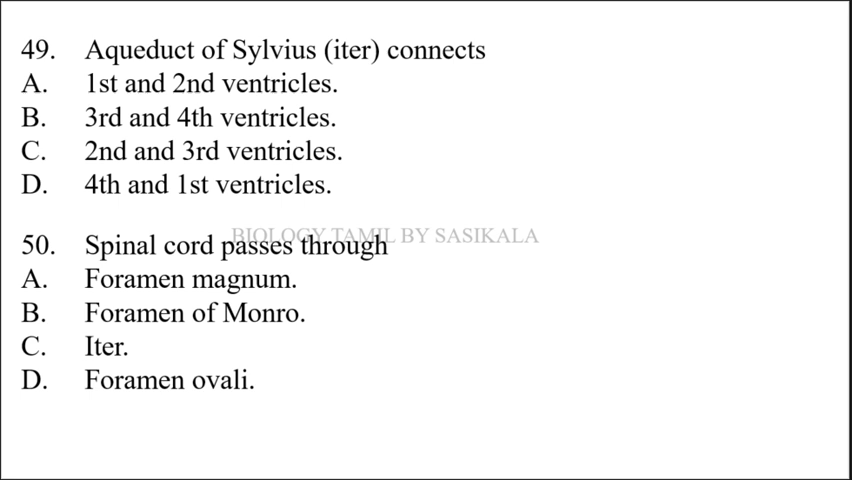 49. Aqueduct of Sylvius (iter) connects
A. 1st and 2nd ventricles.
B. 3rd and 4th ventricles.
C. 2nd and 3rd ventricles.
D. 4th and 1st ventricles.
BIOLOGY TAMIL BY SASIKALA
50. Spinal cord passes through
A. Foramen magnum.
B. Foramen of Monro.
C. Iter.
D. Foramen ovali.